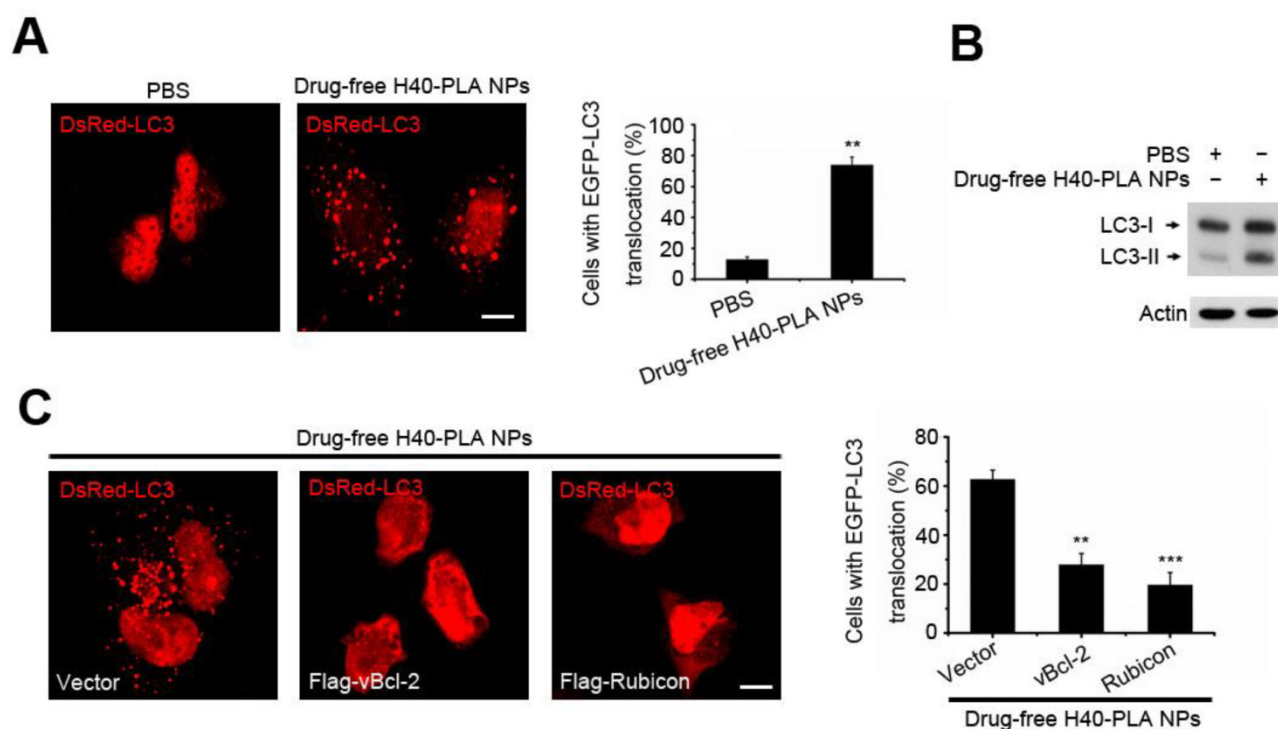 A
PBS
Drug-free H40-PLA NPs
DsRed-LC3
DsRed-LC3
Cells with EGFP-LC3
translocation (%)
100
80
60
40
20
0
**
PBS
Drug-free H40-PLA NPs
B
PBS + −
Drug-free H40-PLA NPs − +
LC3-I
LC3-II
Actin
C
Drug-free H40-PLA NPs
DsRed-LC3
Vector
DsRed-LC3
Flag-vBcl-2
DsRed-LC3
Flag-Rubicon
Cells with EGFP-LC3
translocation (%)
80
60
40
20
0
**
***
Vector
vBcl-2
Rubicon
Drug-free H40-PLA NPs